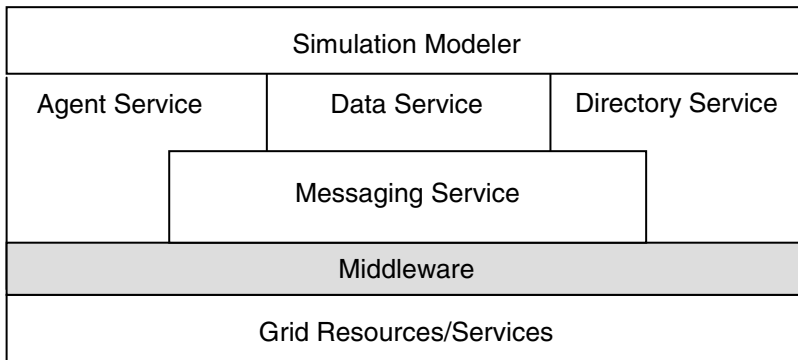 Simulation Modeler
Agent Service
Data Service
Directory Service
Messaging Service
Middleware
Grid Resources/Services